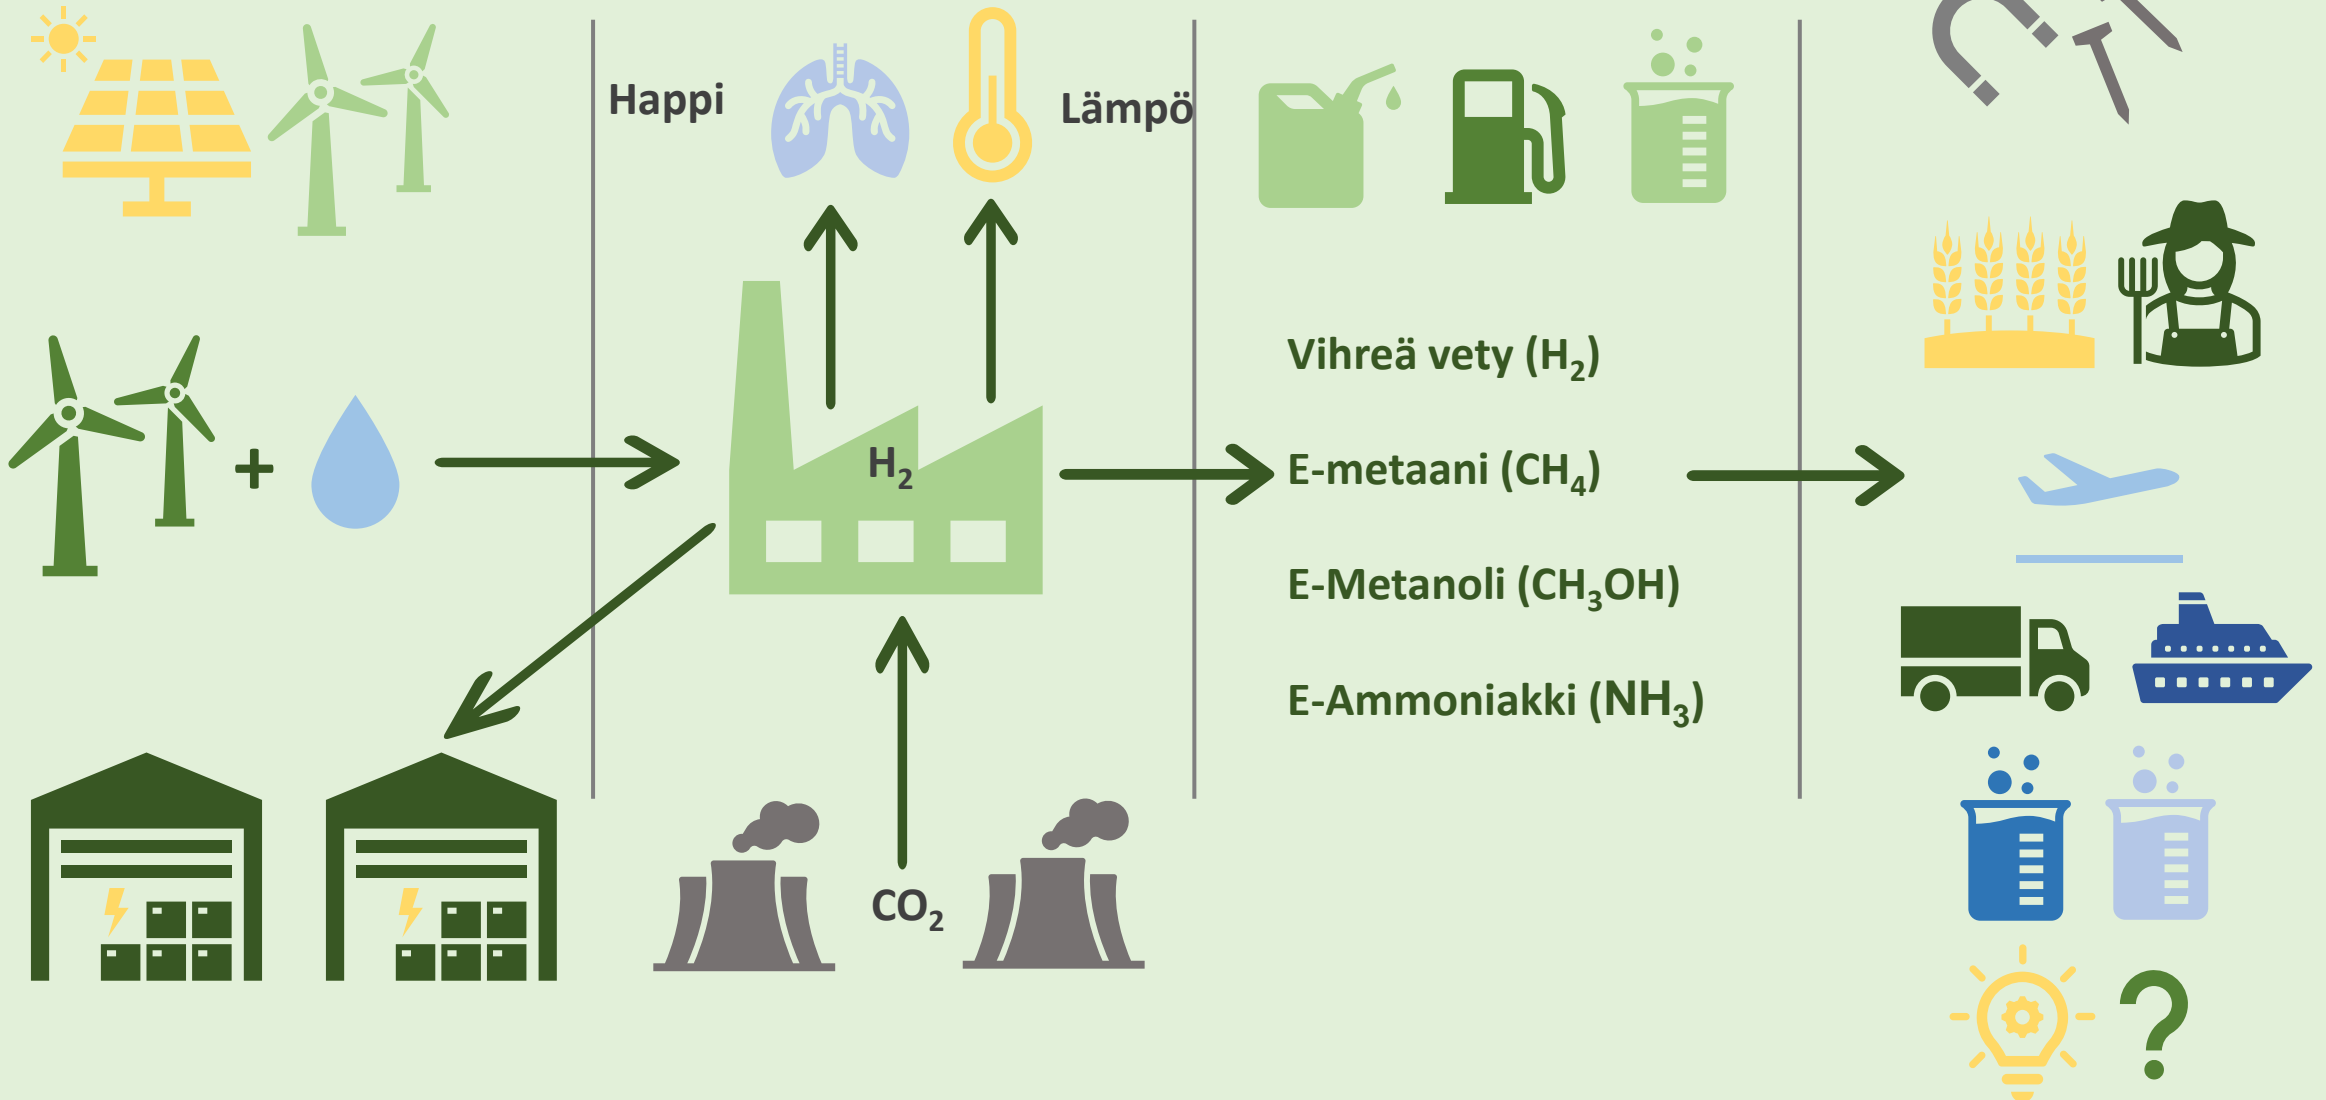 Happi
Lämpö
+
H₂
CO₂
Vihreä vety (H₂)
E-metaani (CH₄)
E-Metanoli (CH₃OH)
E-Ammoniakki (NH₃)
?